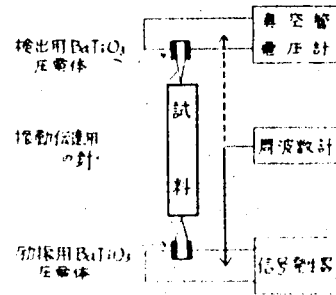 検出用BaTiO₃
圧電体
真空管
電圧計
試
料
振動伝達用
の針
周波数計
励振用BaTiO₃
圧電体
信号発生器